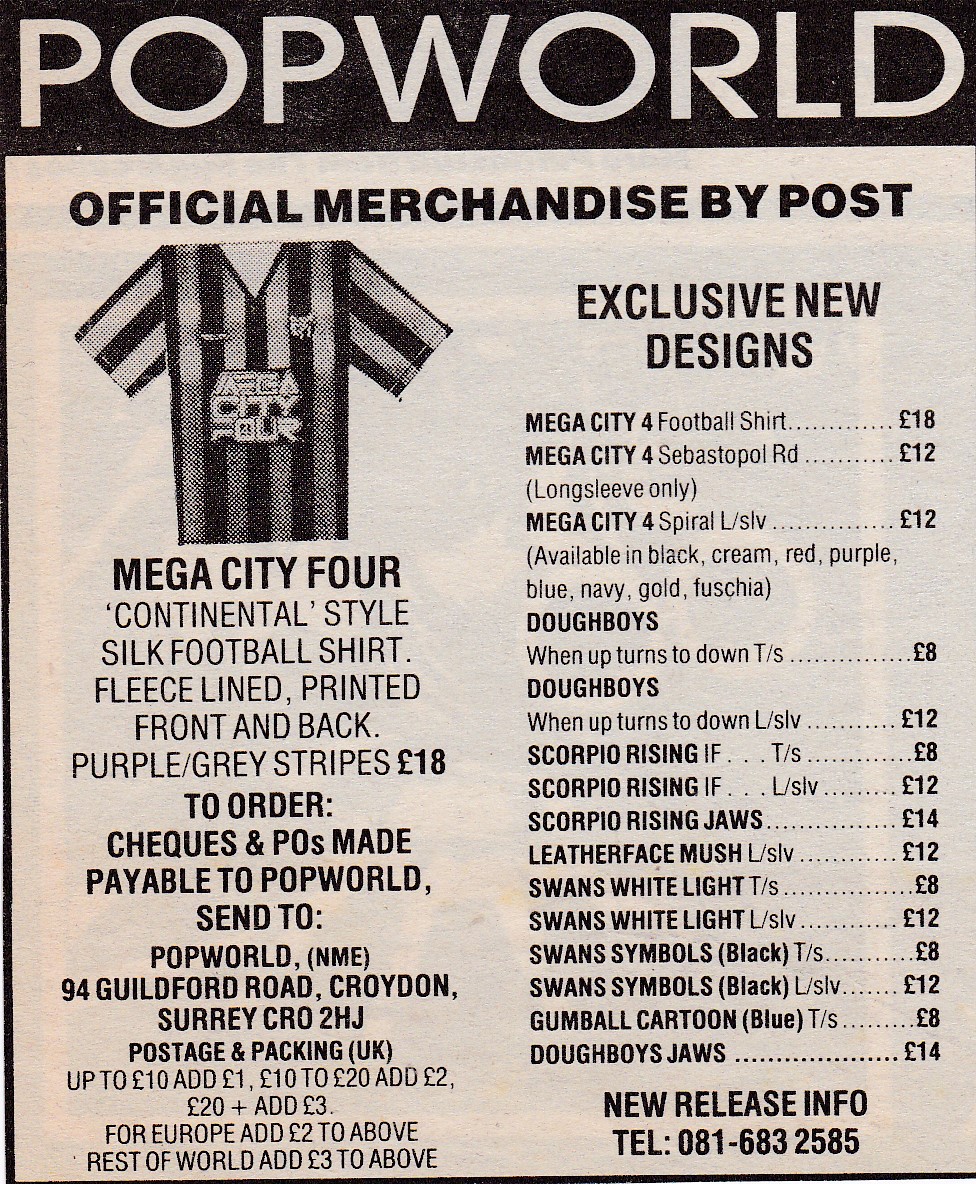 POPWORLD
OFFICIAL MERCHANDISE BY POST
MEGA
CITY
FOUR
MEGA CITY FOUR
'CONTINENTAL' STYLE
SILK FOOTBALL SHIRT.
FLEECE LINED, PRINTED
FRONT AND BACK.
PURPLE/GREY STRIPES £18
TO ORDER:
CHEQUES & POs MADE
PAYABLE TO POPWORLD,
SEND TO:
POPWORLD, (NME)
94 GUILDFORD ROAD, CROYDON,
SURREY CRO 2HJ
POSTAGE & PACKING (UK)
UP TO £10 ADD £1, £10 TO £20 ADD £2,
£20 + ADD £3.
FOR EUROPE ADD £2 TO ABOVE
REST OF WORLD ADD £3 TO ABOVE
EXCLUSIVE NEW
DESIGNS
MEGA CITY 4 Football Shirt............. £18
MEGA CITY 4 Sebastopol Rd ........... £12
(Longsleeve only)
MEGA CITY 4 Spiral L/slv ............... £12
(Available in black, cream, red, purple,
blue, navy, gold, fuschia)
DOUGHBOYS
When up turns to down T/s ...............£8
DOUGHBOYS
When up turns to down L/slv ........... £12
SCORPIO RISING IF . . . T/s .............£8
SCORPIO RISING IF . . . L/slv ......... £12
SCORPIO RISING JAWS................ £14
LEATHERFACE MUSH L/slv ............ £12
SWANS WHITE LIGHT T/s................£8
SWANS WHITE LIGHT L/slv............. £12
SWANS SYMBOLS (Black) T/s...........£8
SWANS SYMBOLS (Black) L/slv....... £12
GUMBALL CARTOON (Blue) T/s.........£8
DOUGHBOYS JAWS .................... £14
NEW RELEASE INFO
TEL: 081-683 2585